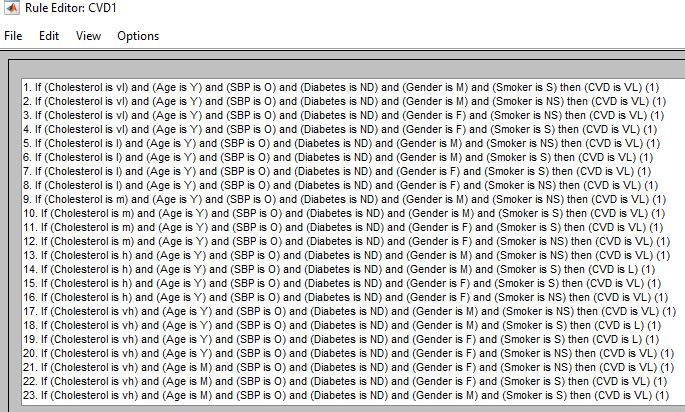 Rule Editor: CVD1
File Edit View Options
1. If (Cholesterol is vl) and (Age is Y) and (SBP is O) and (Diabetes is ND) and (Gender is M) and (Smoker is S) then (CVD is VL) (1)
2. If (Cholesterol is vl) and (Age is Y) and (SBP is O) and (Diabetes is ND) and (Gender is M) and (Smoker is NS) then (CVD is VL) (1)
3. If (Cholesterol is vl) and (Age is Y) and (SBP is O) and (Diabetes is ND) and (Gender is F) and (Smoker is NS) then (CVD is VL) (1)
4. If (Cholesterol is vl) and (Age is Y) and (SBP is O) and (Diabetes is ND) and (Gender is F) and (Smoker is S) then (CVD is VL) (1)
5. If (Cholesterol is l) and (Age is Y) and (SBP is O) and (Diabetes is ND) and (Gender is M) and (Smoker is NS) then (CVD is VL) (1)
6. If (Cholesterol is l) and (Age is Y) and (SBP is O) and (Diabetes is ND) and (Gender is M) and (Smoker is S) then (CVD is VL) (1)
7. If (Cholesterol is l) and (Age is Y) and (SBP is O) and (Diabetes is ND) and (Gender is F) and (Smoker is S) then (CVD is VL) (1)
8. If (Cholesterol is l) and (Age is Y) and (SBP is O) and (Diabetes is ND) and (Gender is F) and (Smoker is NS) then (CVD is VL) (1)
9. If (Cholesterol is m) and (Age is Y) and (SBP is O) and (Diabetes is ND) and (Gender is M) and (Smoker is NS) then (CVD is VL) (1)
10. If (Cholesterol is m) and (Age is Y) and (SBP is O) and (Diabetes is ND) and (Gender is M) and (Smoker is S) then (CVD is VL) (1)
11. If (Cholesterol is m) and (Age is Y) and (SBP is O) and (Diabetes is ND) and (Gender is F) and (Smoker is S) then (CVD is VL) (1)
12. If (Cholesterol is m) and (Age is Y) and (SBP is O) and (Diabetes is ND) and (Gender is F) and (Smoker is NS) then (CVD is VL) (1)
13. If (Cholesterol is h) and (Age is Y) and (SBP is O) and (Diabetes is ND) and (Gender is M) and (Smoker is NS) then (CVD is VL) (1)
14. If (Cholesterol is h) and (Age is Y) and (SBP is O) and (Diabetes is ND) and (Gender is M) and (Smoker is S) then (CVD is L) (1)
15. If (Cholesterol is h) and (Age is Y) and (SBP is O) and (Diabetes is ND) and (Gender is F) and (Smoker is S) then (CVD is VL) (1)
16. If (Cholesterol is h) and (Age is Y) and (SBP is O) and (Diabetes is ND) and (Gender is F) and (Smoker is NS) then (CVD is VL) (1)
17. If (Cholesterol is vh) and (Age is Y) and (SBP is O) and (Diabetes is ND) and (Gender is M) and (Smoker is NS) then (CVD is VL) (1)
18. If (Cholesterol is vh) and (Age is Y) and (SBP is O) and (Diabetes is ND) and (Gender is M) and (Smoker is S) then (CVD is L) (1)
19. If (Cholesterol is vh) and (Age is Y) and (SBP is O) and (Diabetes is ND) and (Gender is F) and (Smoker is S) then (CVD is L) (1)
20. If (Cholesterol is vh) and (Age is Y) and (SBP is O) and (Diabetes is ND) and (Gender is F) and (Smoker is NS) then (CVD is VL) (1)
21. If (Cholesterol is vh) and (Age is M) and (SBP is O) and (Diabetes is ND) and (Gender is F) and (Smoker is NS) then (CVD is VL) (1)
22. If (Cholesterol is vh) and (Age is M) and (SBP is O) and (Diabetes is ND) and (Gender is F) and (Smoker is S) then (CVD is VL) (1)
23. If (Cholesterol is vh) and (Age is M) and (SBP is O) and (Diabetes is ND) and (Gender is M) and (Smoker is S) then (CVD is VL) (1)